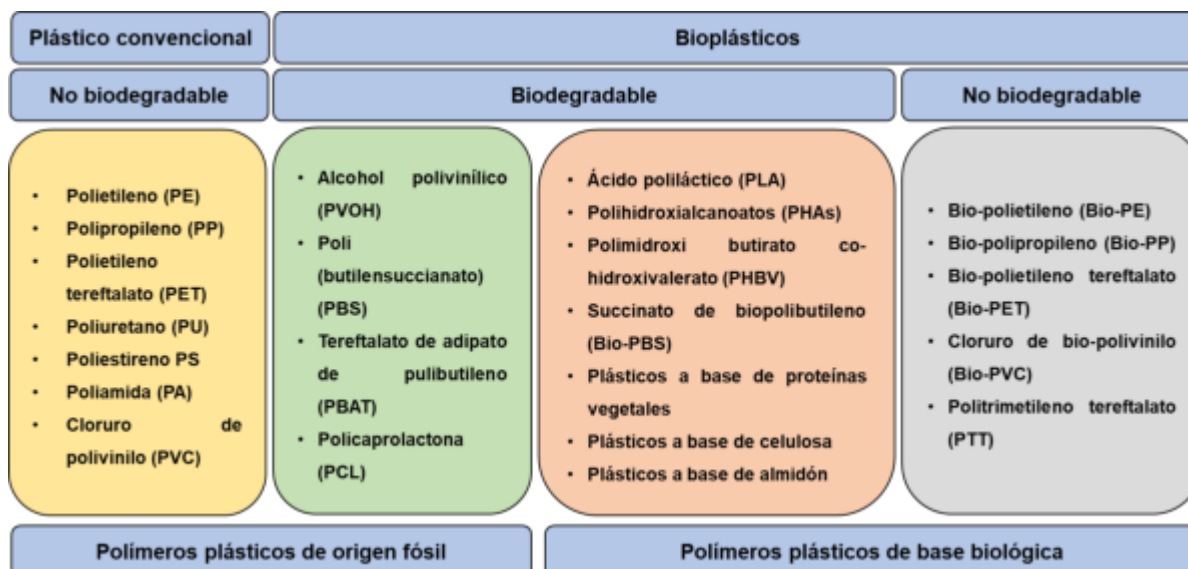 Plástico convencional
Bioplásticos
No biodegradable
Biodegradable
No biodegradable
• Polietileno (PE)
• Polipropileno (PP)
• Polietileno
tereftalato (PET)
• Poliuretano (PU)
• Poliestireno PS
• Poliamida (PA)
• Cloruro de
polivinilo (PVC)
• Alcohol polivinílico
(PVOH)
• Poli
(butilensuccianato)
(PBS)
• Tereftalato de adipato
de pulibutileno
(PBAT)
• Policaprolactona
(PCL)
• Ácido poliláctico (PLA)
• Polihidroxialcanoatos (PHAs)
• Polimidroxi butirato co-
hidroxivalerato (PHBV)
• Succinato de biopolibutileno
(Bio-PBS)
• Plásticos a base de proteínas
vegetales
• Plásticos a base de celulosa
• Plásticos a base de almidón
• Bio-polietileno (Bio-PE)
• Bio-polipropileno (Bio-PP)
• Bio-polietileno tereftalato
(Bio-PET)
• Cloruro de bio-polivinilo
(Bio-PVC)
• Politrimetileno tereftalato
(PTT)
Polímeros plásticos de origen fósil
Polímeros plásticos de base biológica